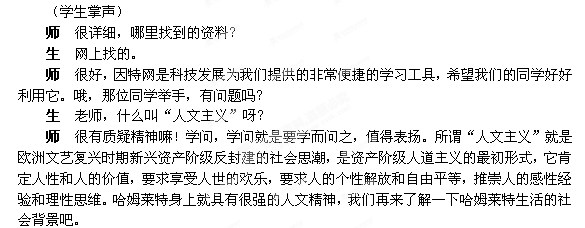 （学生掌声）
师 很详细，哪里找到的资料？
生 网上找的。
师 很好，因特网是科技发展为我们提供的非常便捷的学习工具，希望我们的同学好好
利用它。哦，那位同学举手，有问题吗？
生 老师，什么叫“人文主义”呀？
师 很有质疑精神嘛！学问，学问就是要学而问之，值得表扬。所谓“人文主义”就是
欧洲文艺复兴时期新兴资产阶级反封建的社会思潮，是资产阶级人道主义的最初形式，它肯
定人性和人的价值，要求享受人世的欢乐，要求人的个性解放和自由平等，推崇人的感性经
验和理性思维。哈姆莱特身上就具有很强的人文精神，我们再来了解一下哈姆莱特生活的社
会背景吧。